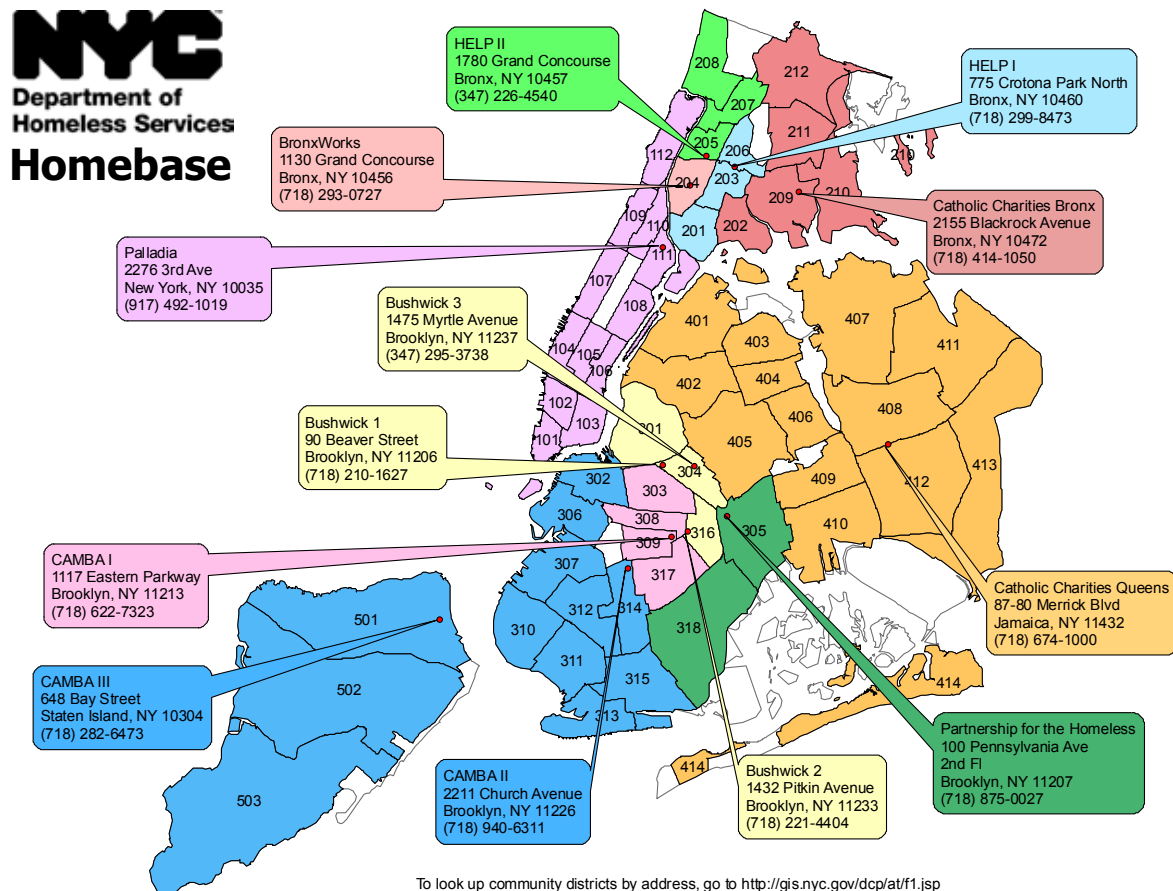 NYC
Department of
Homeless Services
Homebase
HELP II
1780 Grand Concourse
Bronx, NY 10457
(347) 226-4540
HELP I
775 Crotona Park North
Bronx, NY 10460
(718) 299-8473
BronxWorks
1130 Grand Concourse
Bronx, NY 10456
(718) 293-0727
Catholic Charities Bronx
2155 Blackrock Avenue
Bronx, NY 10472
(718) 414-1050
Palladia
2276 3rd Ave
New York, NY 10035
(917) 492-1019
Bushwick 3
1475 Myrtle Avenue
Brooklyn, NY 11237
(347) 295-3738
Bushwick 1
90 Beaver Street
Brooklyn, NY 11206
(718) 210-1627
CAMBA I
1117 Eastern Parkway
Brooklyn, NY 11213
(718) 622-7323
CAMBA III
648 Bay Street
Staten Island, NY 10304
(718) 282-6473
CAMBA II
2211 Church Avenue
Brooklyn, NY 11226
(718) 940-6311
Bushwick 2
1432 Pitkin Avenue
Brooklyn, NY 11233
(718) 221-4404
Catholic Charities Queens
87-80 Merrick Blvd
Jamaica, NY 11432
(718) 674-1000
Partnership for the Homeless
100 Pennsylvania Ave
2nd Fl
Brooklyn, NY 11207
(718) 875-0027
208
212
207
211
205
206
210
112
204
203
209
210
109
110
201
202
111
107
108
401
407
403
411
104
105
106
402
404
408
102
103
101
301
405
406
413
304
409
412
302
303
306
308
316
305
410
309
307
317
501
312
314
310
318
311
315
502
313
414
414
503
To look up community districts by address, go to http://gis.nyc.gov/dcp/at/f1.jsp